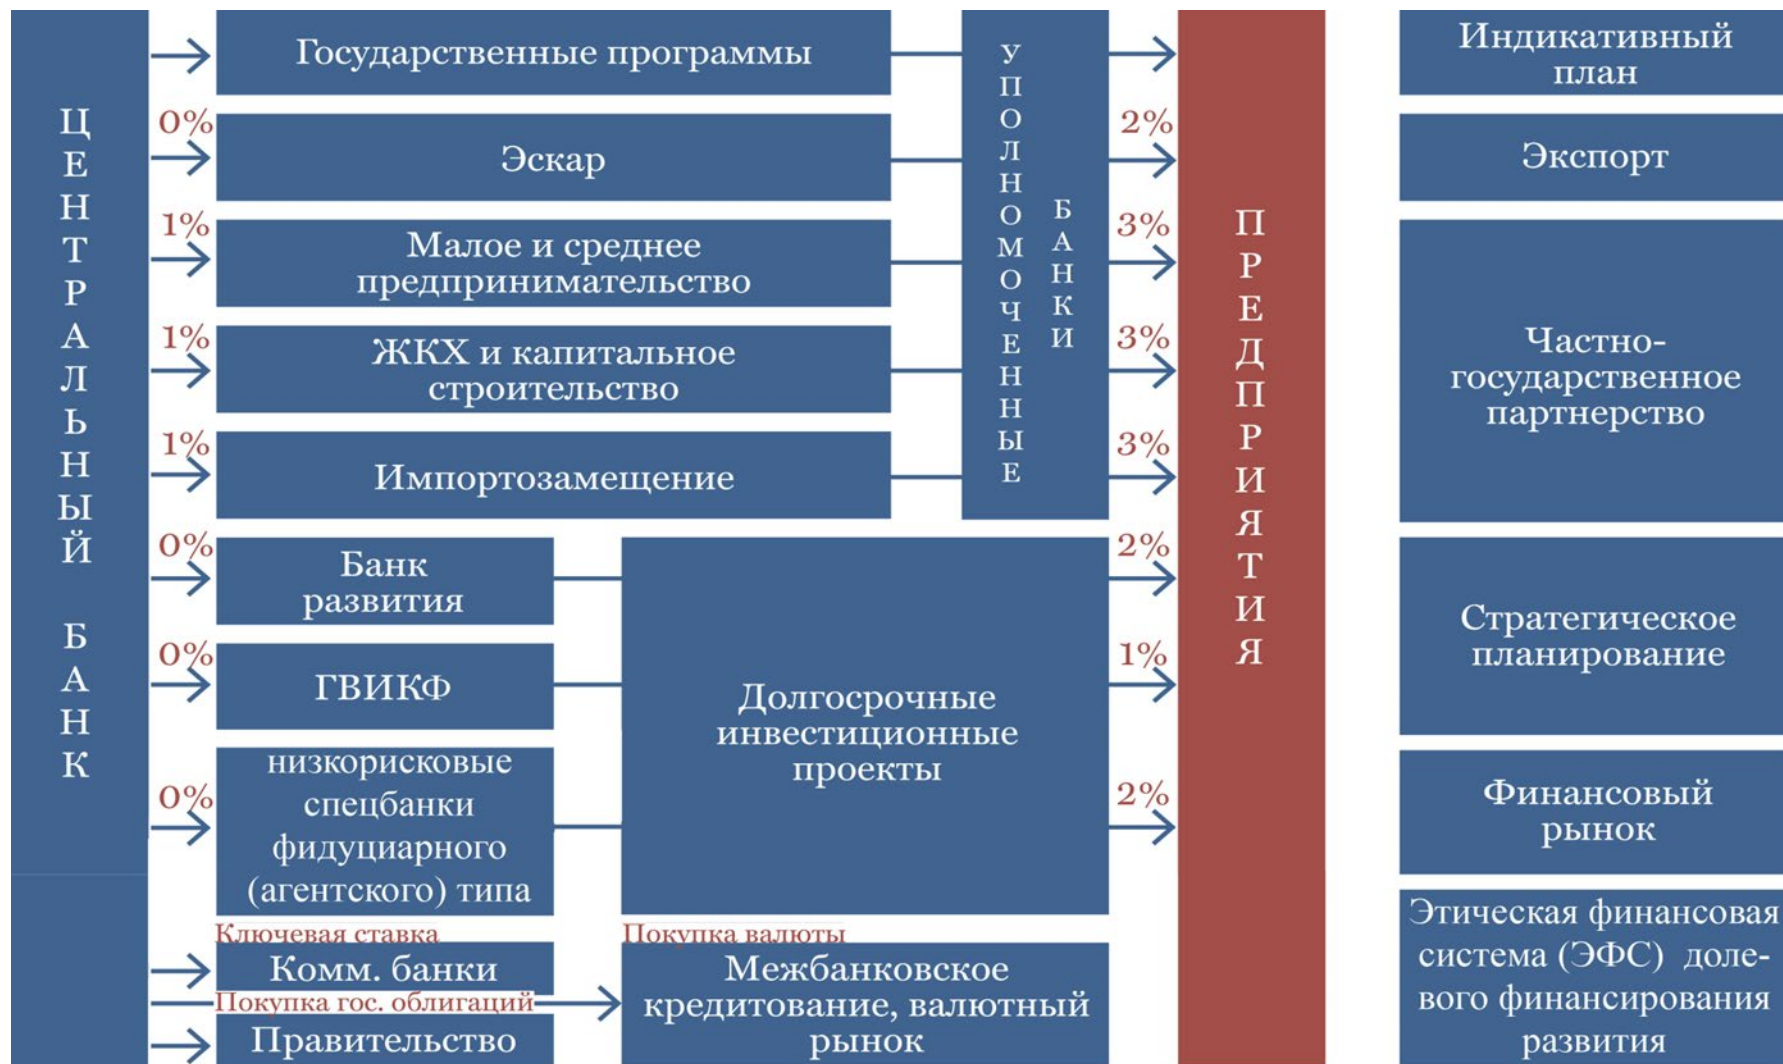 ЦЕНТРАЛЬНЫЙ БАНК
Государственные программы
0%
Эскар
1%
Малое и среднее
предпринимательство
1%
ЖКХ и капитальное
строительство
1%
Импортозамещение
0%
Банк
развития
0%
ГВИКФ
0%
низкорисковые
спецбанки
фидуциарного
(агентского) типа
Ключевая ставка
Комм. банки
Покупка гос. облигаций
Правительство
УПОЛНОМОЧЕННЫЕ
БАНКИ
Долгосрочные
инвестиционные
проекты
Покупка валюты
Межбанковское
кредитование, валютный
рынок
2%
3%
3%
3%
2%
1%
2%
ПРЕДПРИЯТИЯ
Индикативный
план
Экспорт
Частно-
государственное
партнерство
Стратегическое
планирование
Финансовый
рынок
Этическая финансовая
система (ЭФС) доле-
вого финансирования
развития